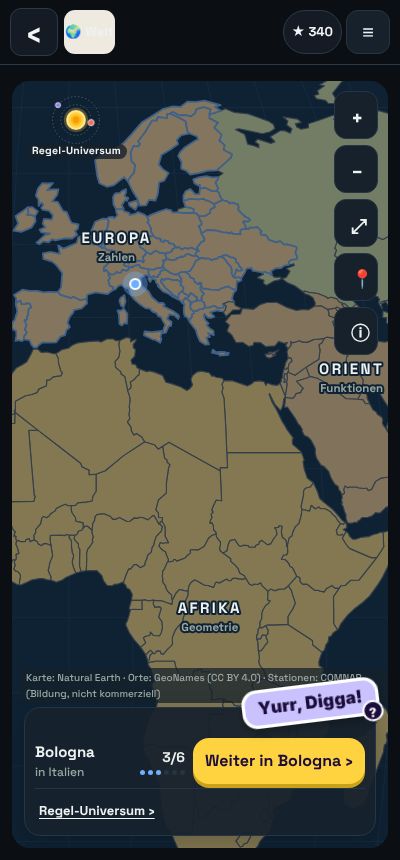 <
🌍 Welt
★ 340
≡
+
−
Regel-Universum
EUROPA
Zahlen
ORIENT
Funktionen
AFRIKA
Geometrie
Karte: Natural Earth · Orte: GeoNames (CC BY 4.0) · Stationen: COMNAP
(Bildung, nicht kommerziell)
Yurr, Digga!
?
Bologna
3/6
in Italien
Weiter in Bologna >
Regel-Universum >